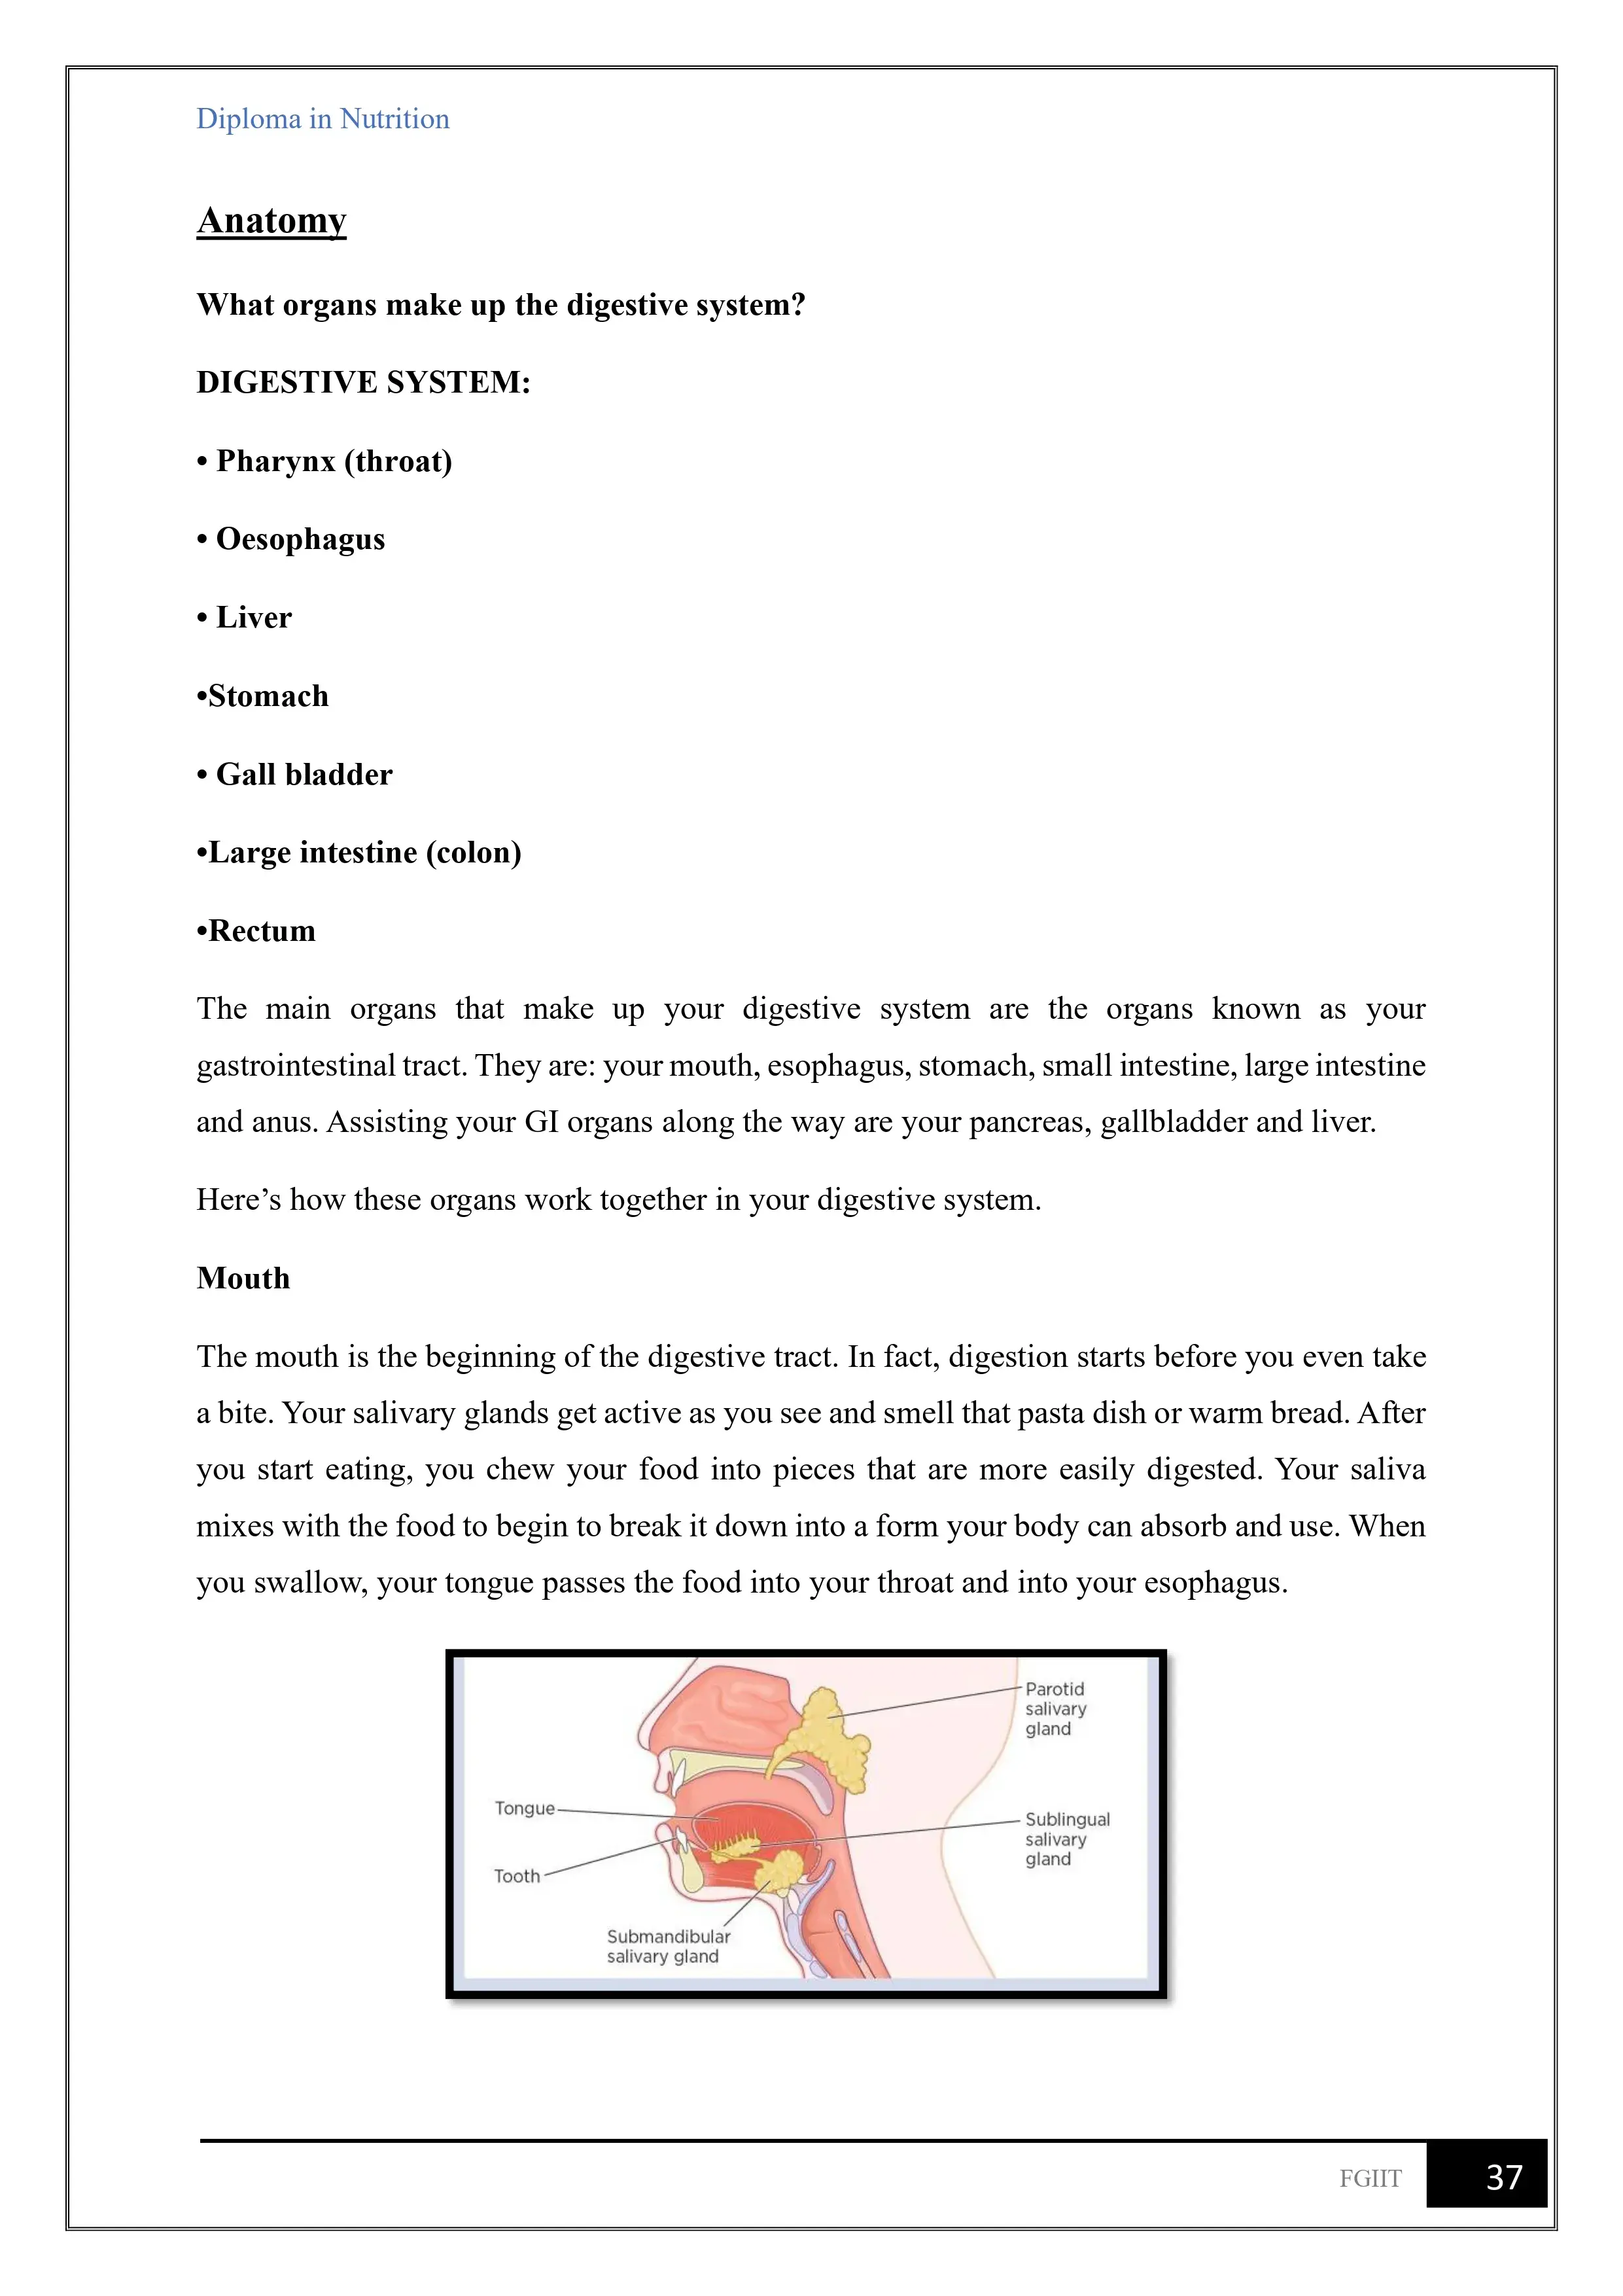 Diploma in Nutrition
Anatomy
What organs make up the digestive system?
DIGESTIVE SYSTEM:
• Pharynx (throat)
• Oesophagus
• Liver
•Stomach
• Gall bladder
•Large intestine (colon)
•Rectum
The main organs that make up your digestive system are the organs known as your
gastrointestinal tract. They are: your mouth, esophagus, stomach, small intestine, large intestine
and anus. Assisting your GI organs along the way are your pancreas, gallbladder and liver.
Here’s how these organs work together in your digestive system.
Mouth
The mouth is the beginning of the digestive tract. In fact, digestion starts before you even take
a bite. Your salivary glands get active as you see and smell that pasta dish or warm bread. After
you start eating, you chew your food into pieces that are more easily digested. Your saliva
mixes with the food to begin to break it down into a form your body can absorb and use. When
you swallow, your tongue passes the food into your throat and into your esophagus.
Parotid
salivary
gland
Tongue
Sublingual
salivary
gland
Tooth
Submandibular
salivary gland
FGIIT
37